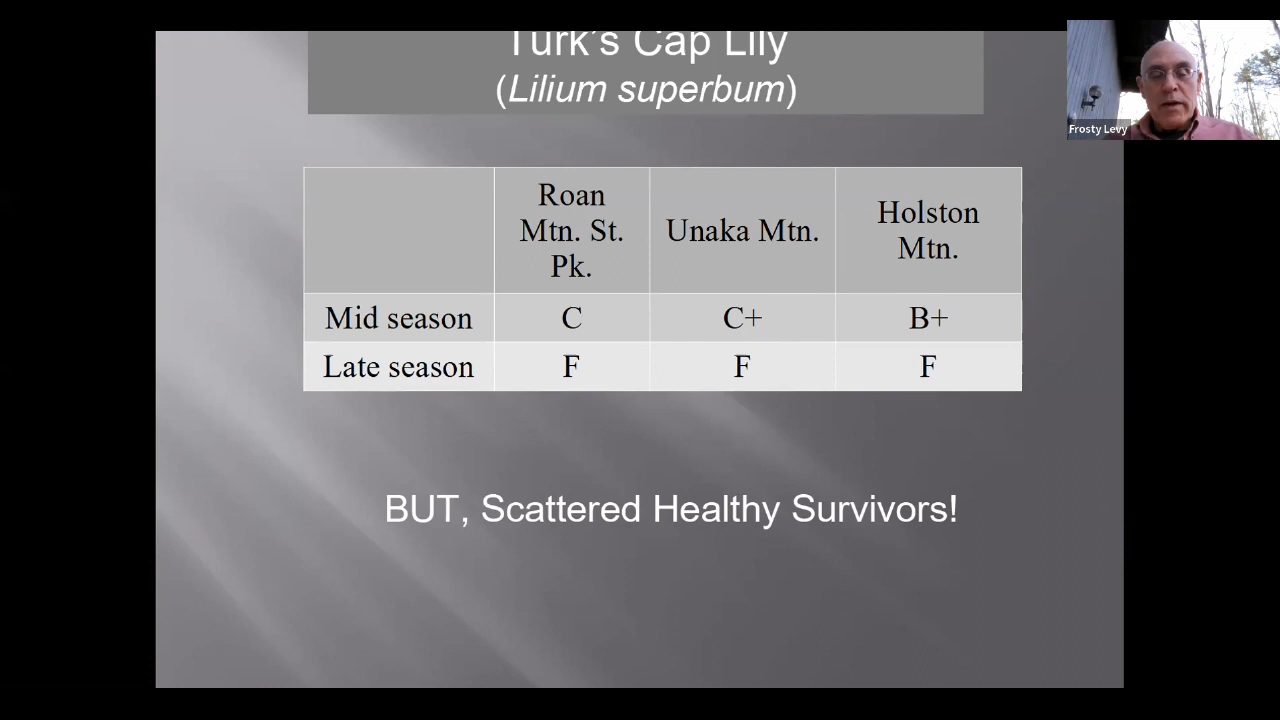 Turk's Cap Lily
(Lilium superbum)
Frosty Levy
Roan
Mtn. St.
Pk.
Unaka Mtn.
Holston
Mtn.
Mid season C C+ B+
Late season F F F
BUT, Scattered Healthy Survivors!